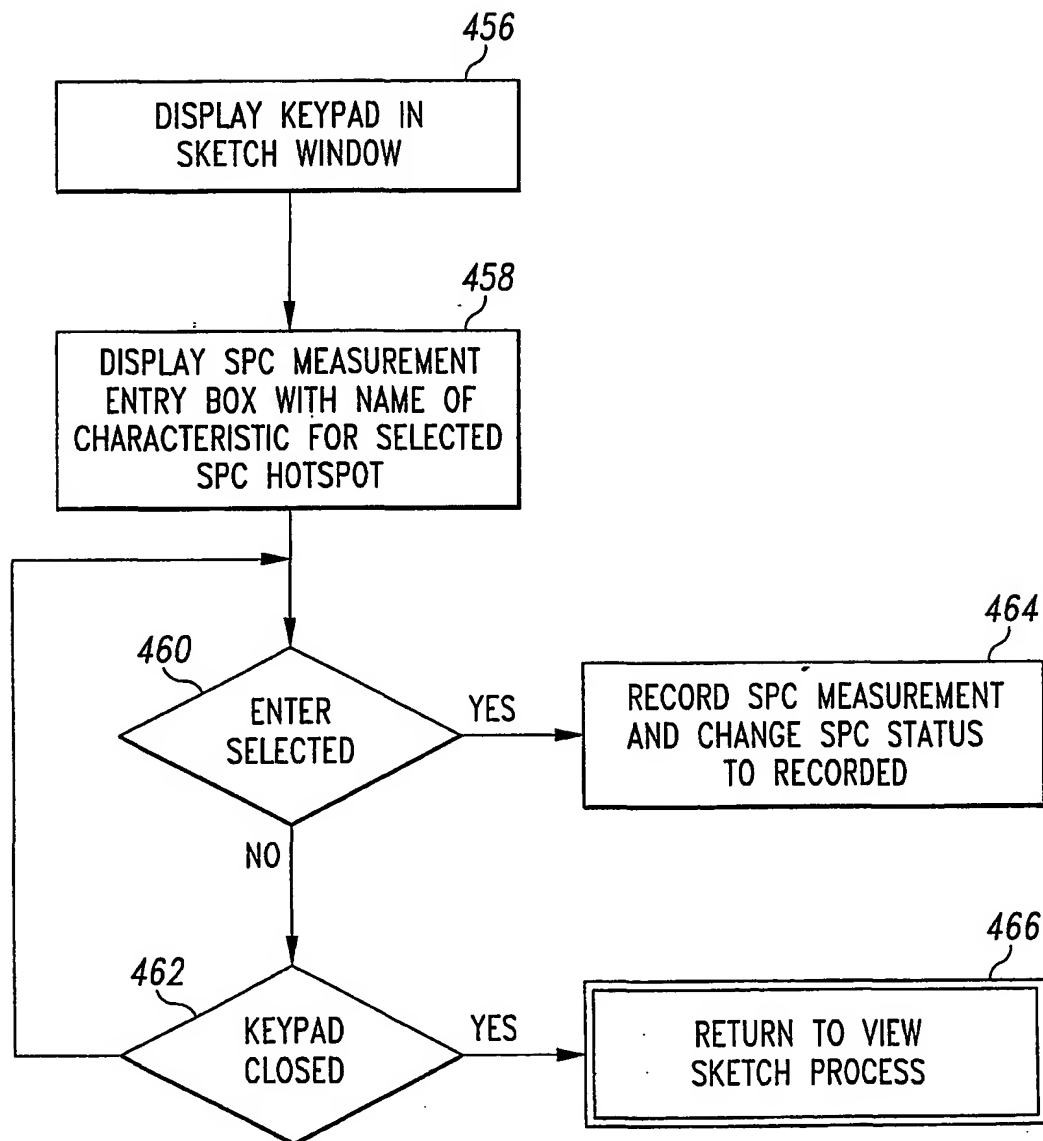 456
DISPLAY KEYPAD IN
SKETCH WINDOW
458
DISPLAY SPC MEASUREMENT
ENTRY BOX WITH NAME OF
CHARACTERISTIC FOR SELECTED
SPC HOTSPOT
460
ENTER
SELECTED
YES
464
RECORD SPC MEASUREMENT
AND CHANGE SPC STATUS
TO RECORDED
NO
462
KEYPAD
CLOSED
YES
466
RETURN TO VIEW
SKETCH PROCESS